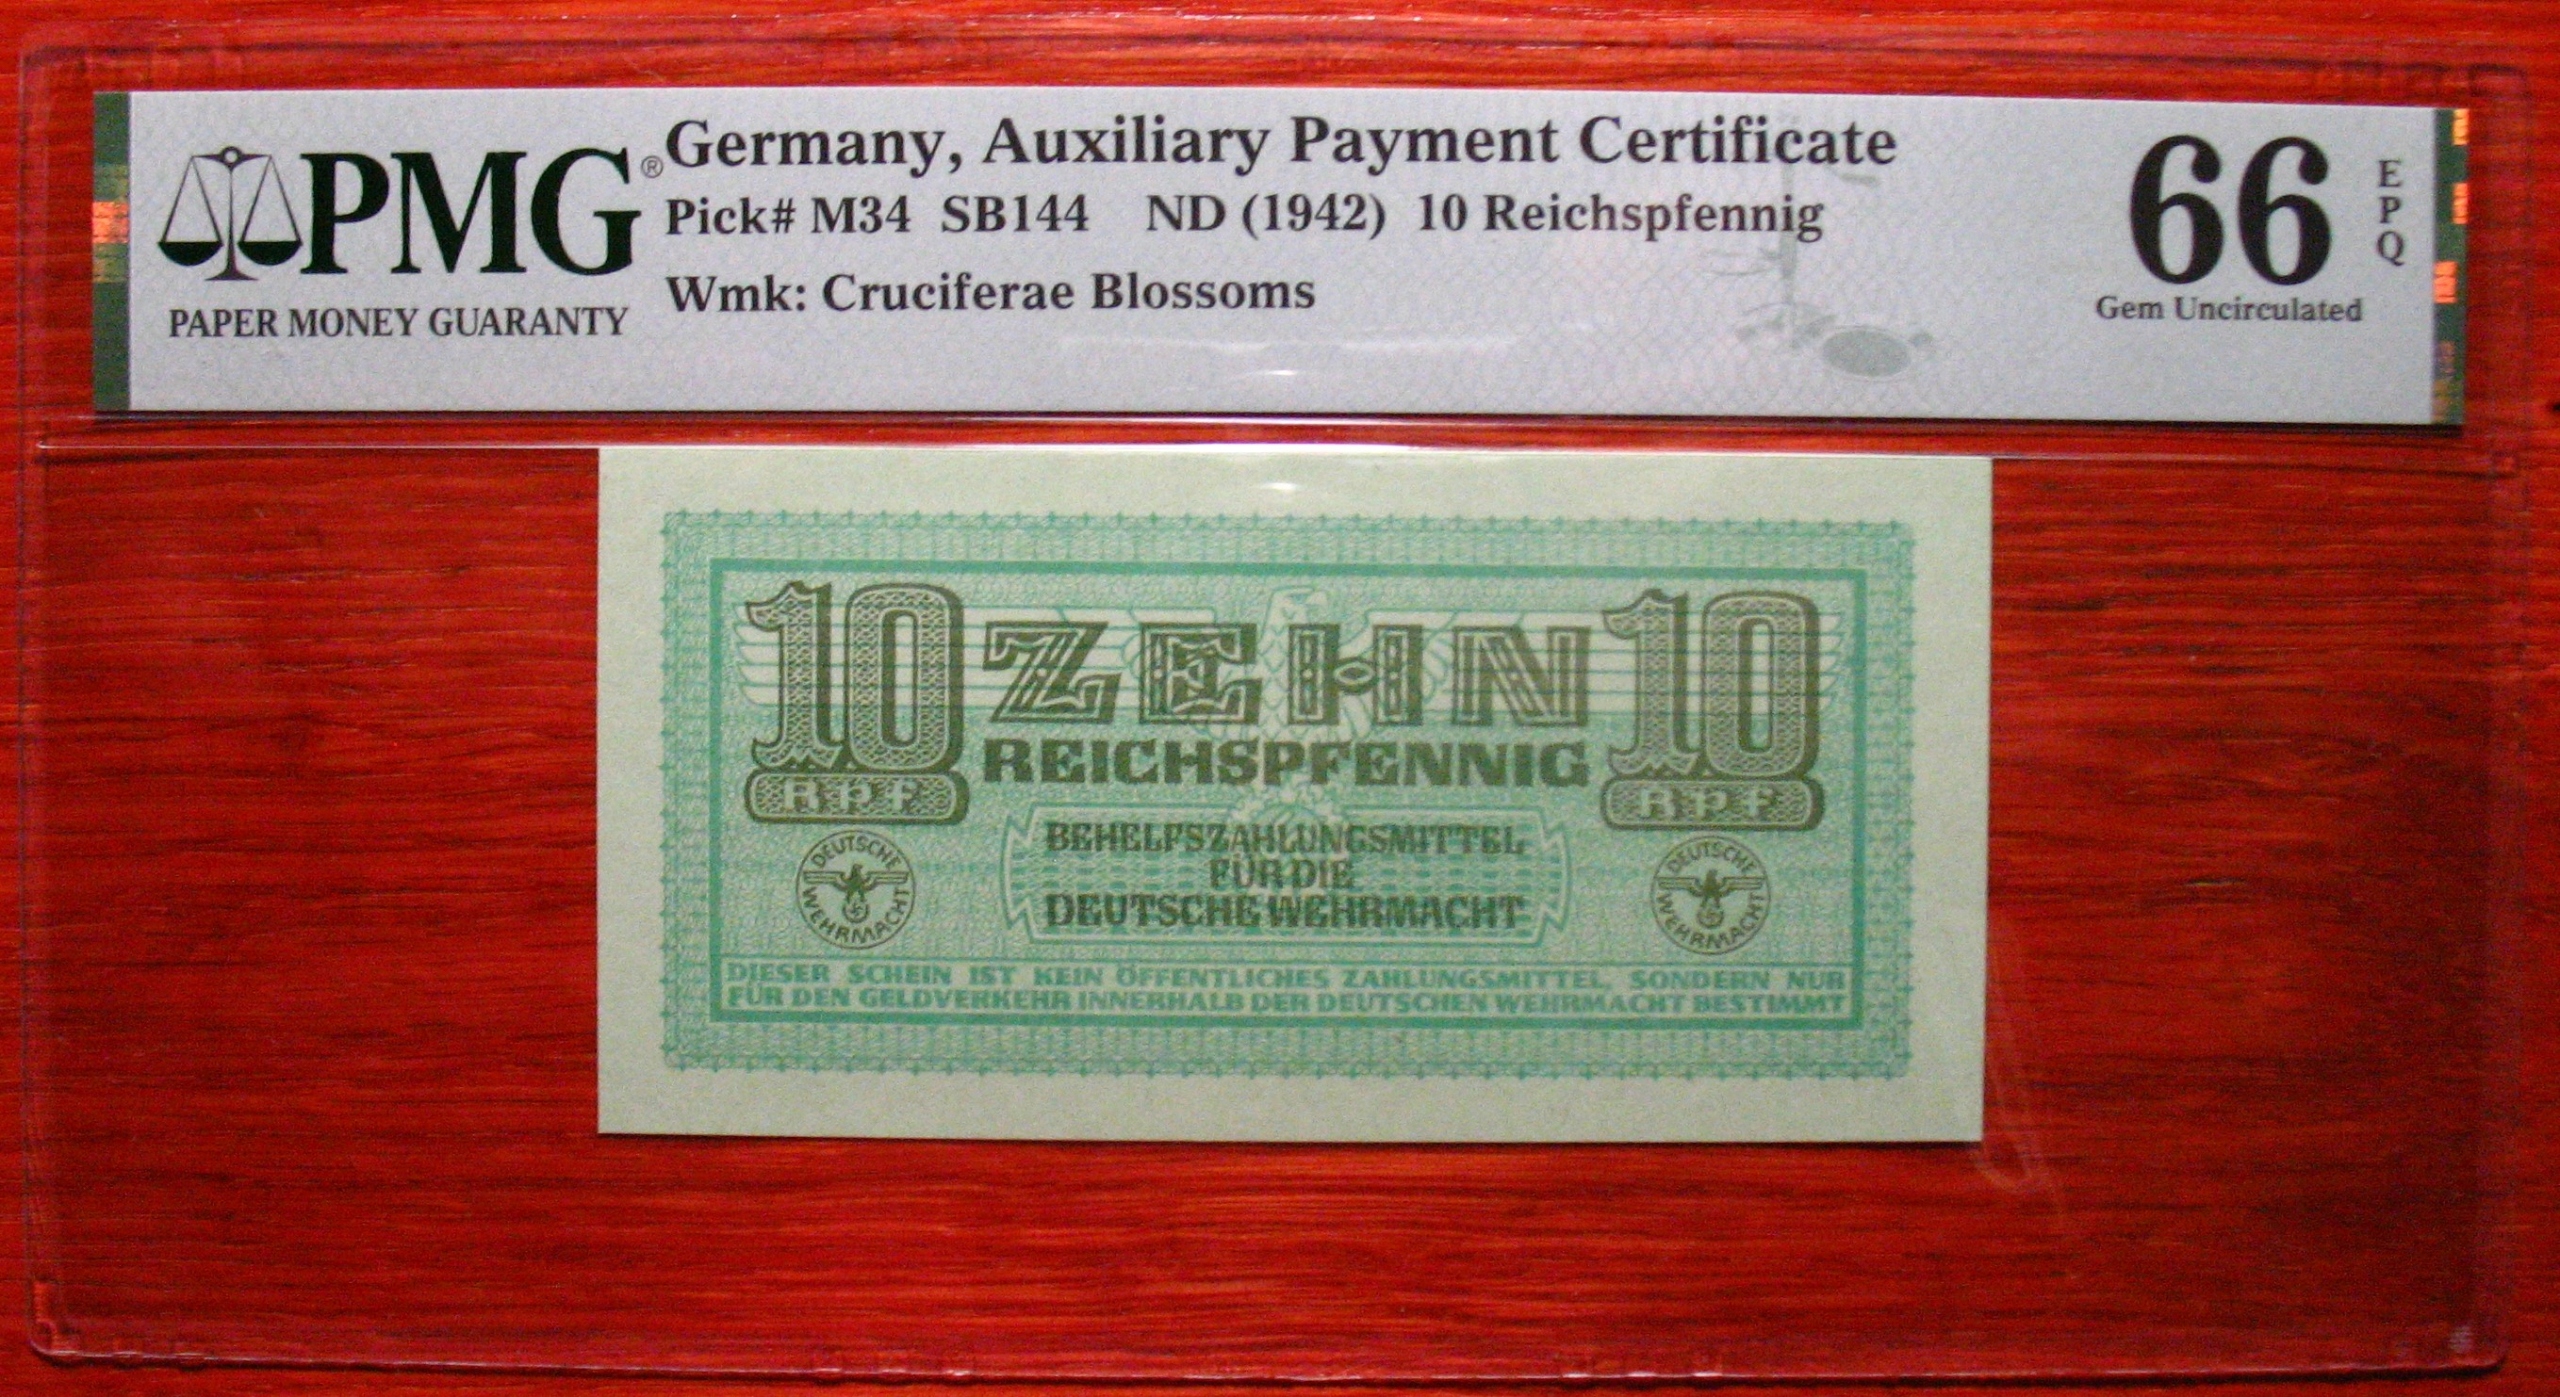 PMG®
PAPER MONEY GUARANTY
Germany, Auxiliary Payment Certificate
Pick# M34 SB144 ND (1942) 10 Reichspfennig
Wmk: Cruciferae Blossoms
66
EPQ
Gem Uncirculated
10 ZEHN 10
REICHSPFENNIG
Rpf Rpf
BEHELFSZAHLUNGSMITTEL
FÜR DIE
DEUTSCHE WEHRMACHT
DEUTSCHE WEHRMACHT
DEUTSCHE WEHRMACHT
DIESER SCHEIN IST KEIN ÖFFENTLICHES ZAHLUNGSMITTEL, SONDERN NUR
FÜR DEN GELDVERKEHR INNERHALB DER DEUTSCHEN WEHRMACHT BESTIMMT